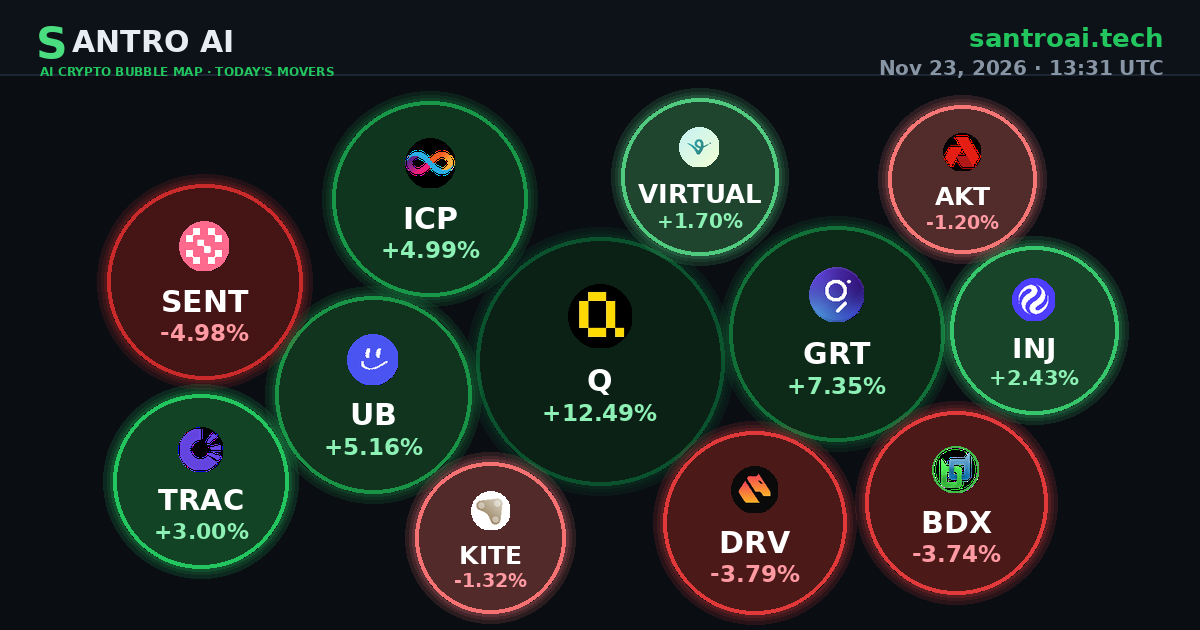 SANTRO AI
AI CRYPTO BUBBLE MAP · TODAY'S MOVERS
santroai.tech
Nov 23, 2026 · 13:31 UTC
ICP
+4.99%
VIRTUAL
+1.70%
AKT
-1.20%
SENT
-4.98%
UB
+5.16%
Q
+12.49%
GRT
+7.35%
INJ
+2.43%
TRAC
+3.00%
KITE
-1.32%
DRV
-3.79%
BDX
-3.74%